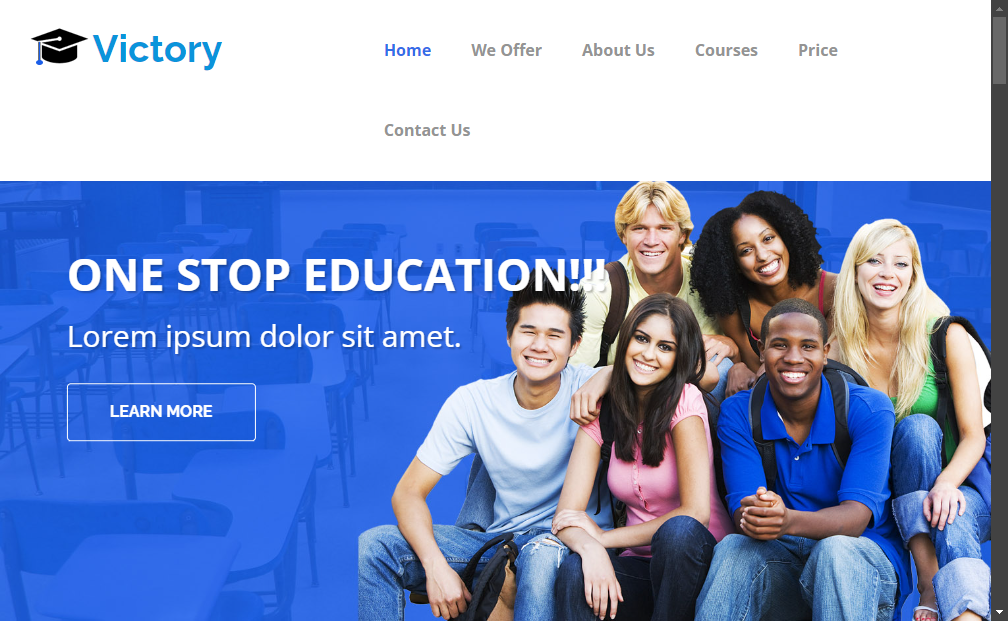 Victory
Home We Offer About Us Courses Price
Contact Us
ONE STOP EDUCATION!!!
Lorem ipsum dolor sit amet.
LEARN MORE